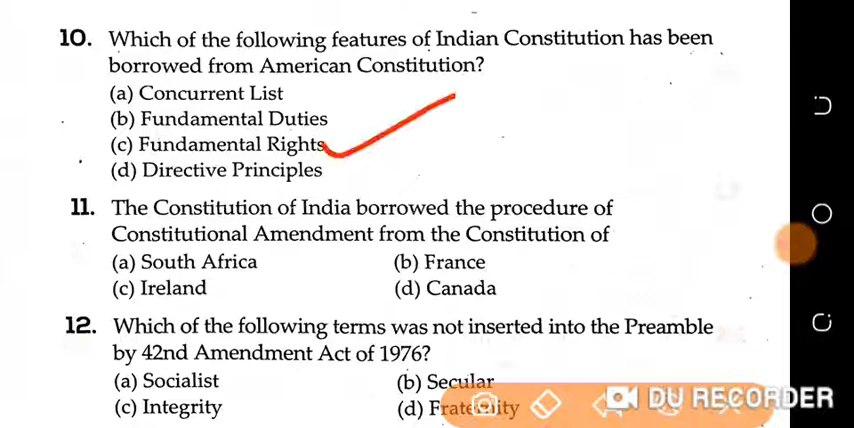 10. Which of the following features of Indian Constitution has been
borrowed from American Constitution?
(a) Concurrent List
(b) Fundamental Duties
(c) Fundamental Rights
(d) Directive Principles
11. The Constitution of India borrowed the procedure of
Constitutional Amendment from the Constitution of
(a) South Africa (b) France
(c) Ireland (d) Canada
12. Which of the following terms was not inserted into the Preamble
by 42nd Amendment Act of 1976?
(a) Socialist (b) Secular
(c) Integrity (d) Fraternity
DU RECORDER